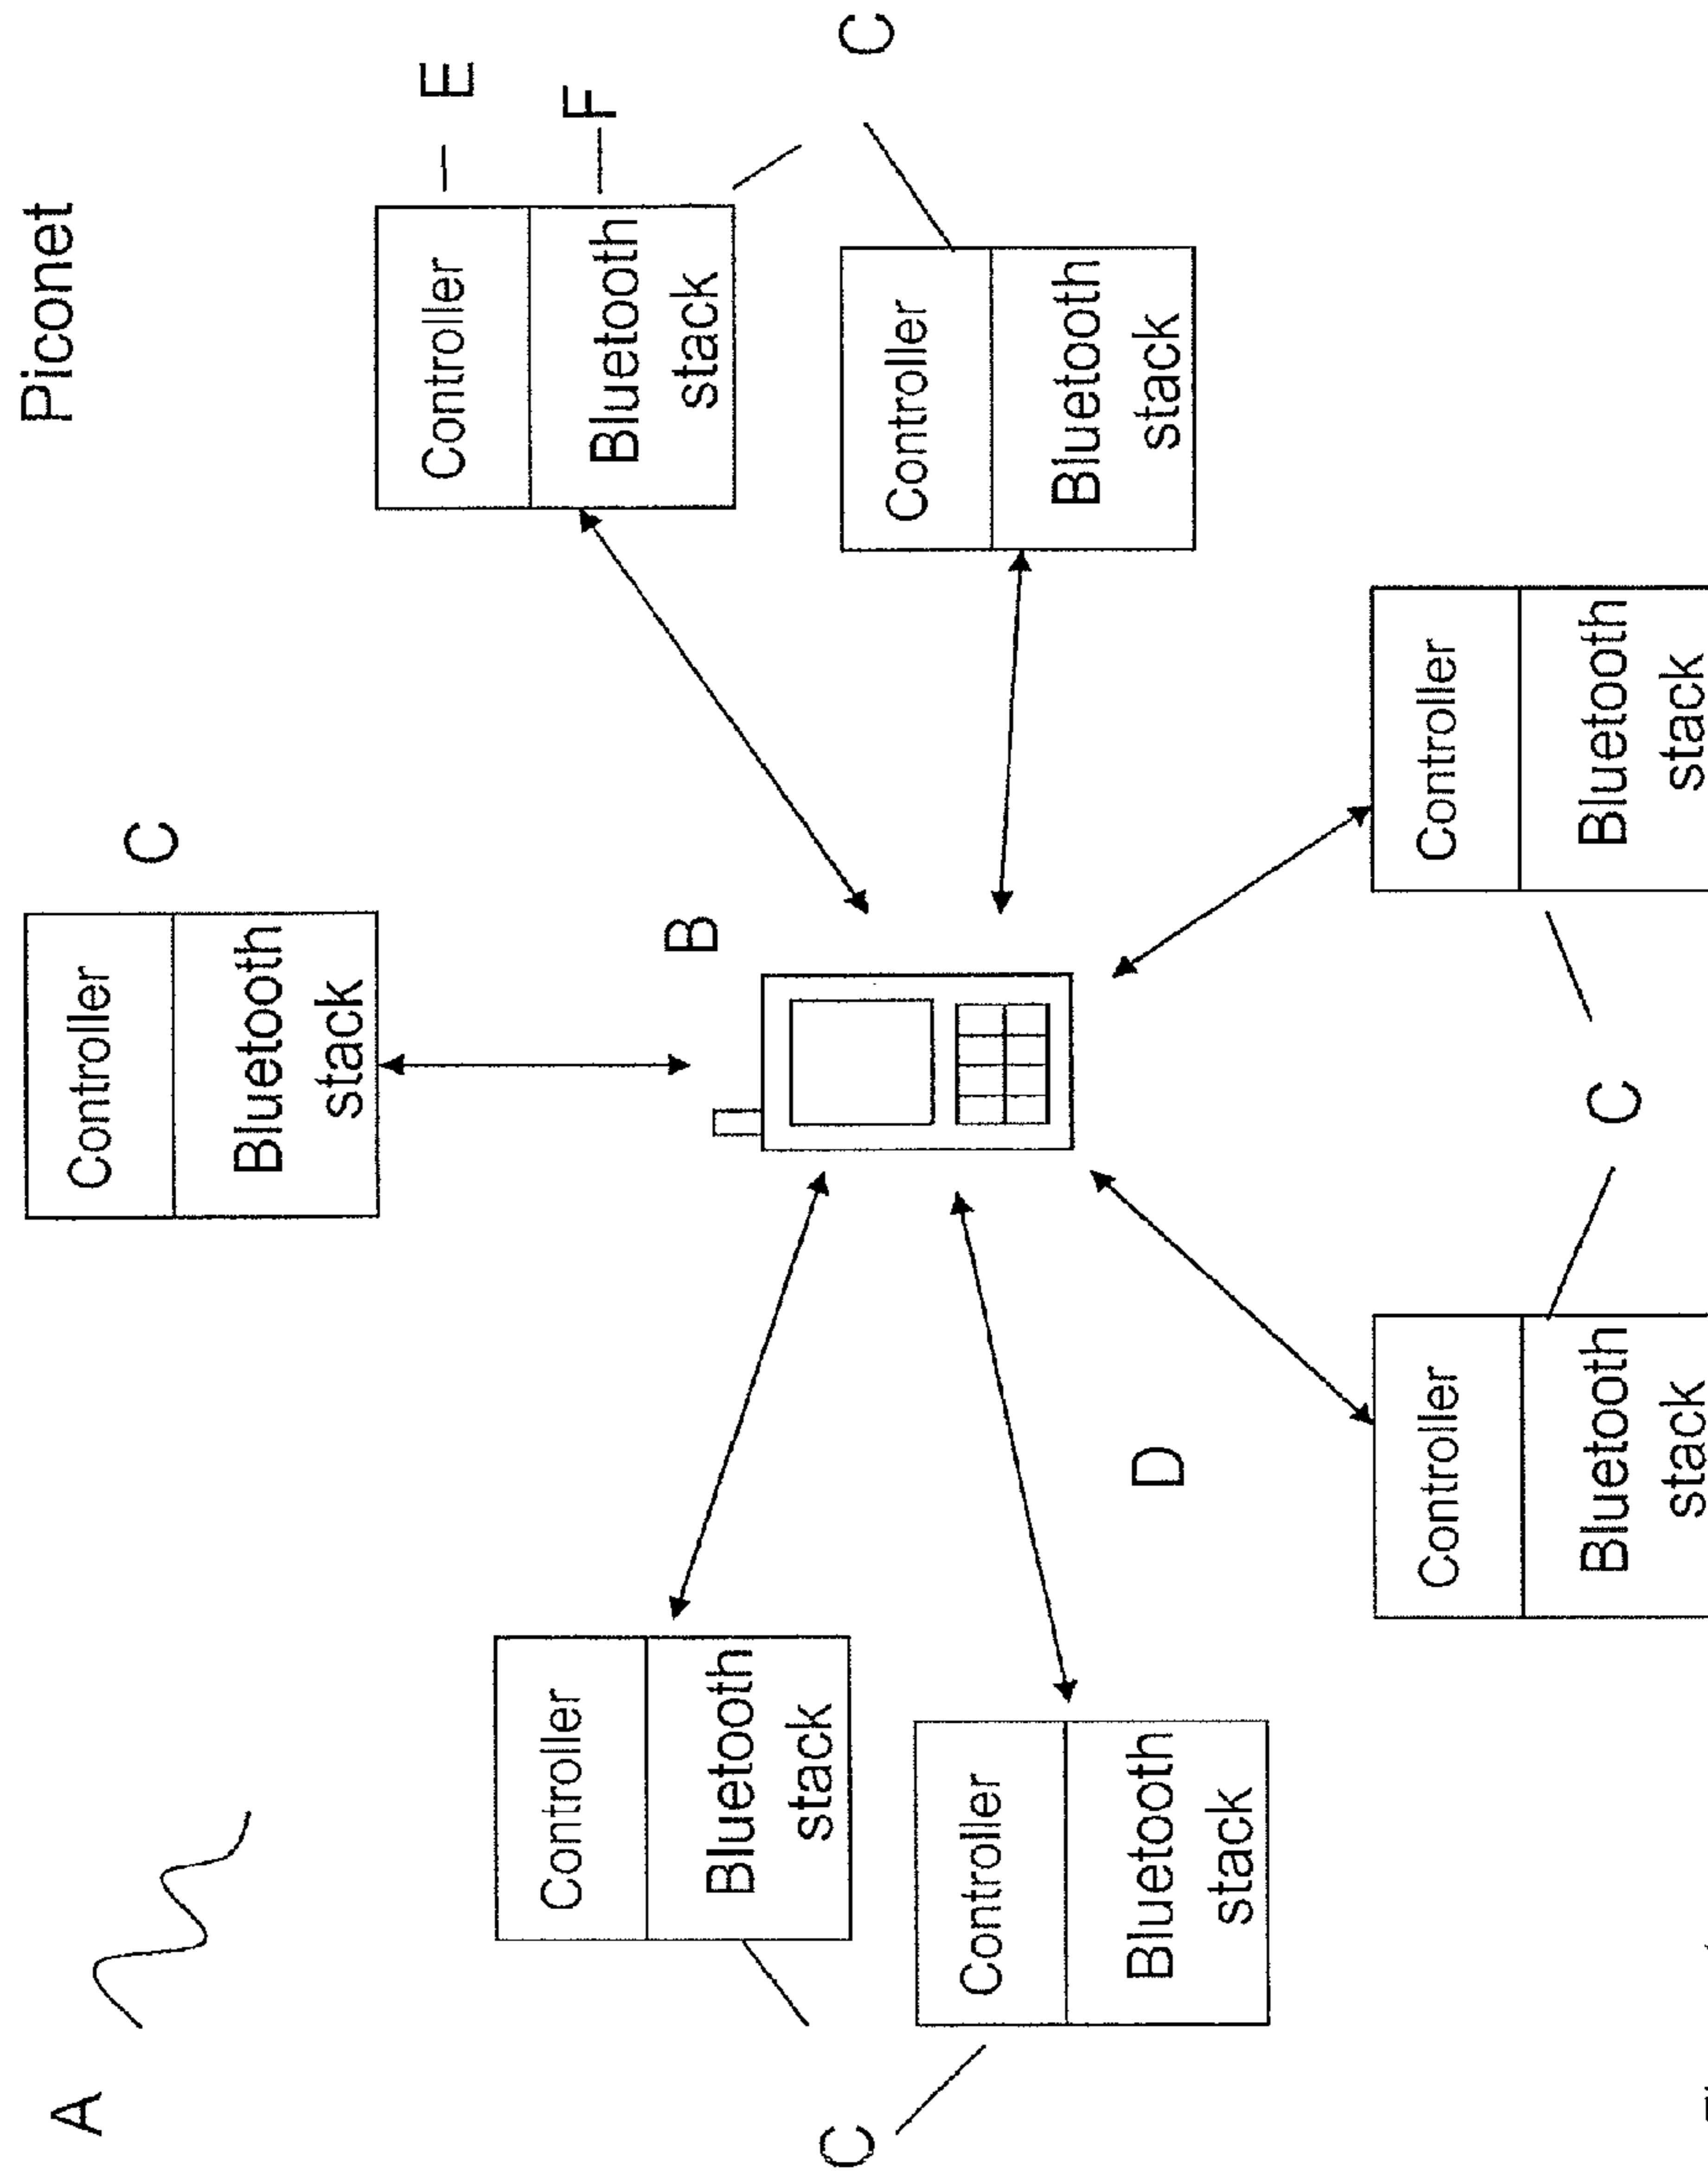 A
Piconet
Controller
Bluetooth
stack
C
Controller
E
Bluetooth
stack
F
C
Controller
Bluetooth
stack
B
Controller
Bluetooth
stack
C
Controller
Bluetooth
stack
C
D
Controller
Bluetooth
stack
C
Controller
Bluetooth
stack